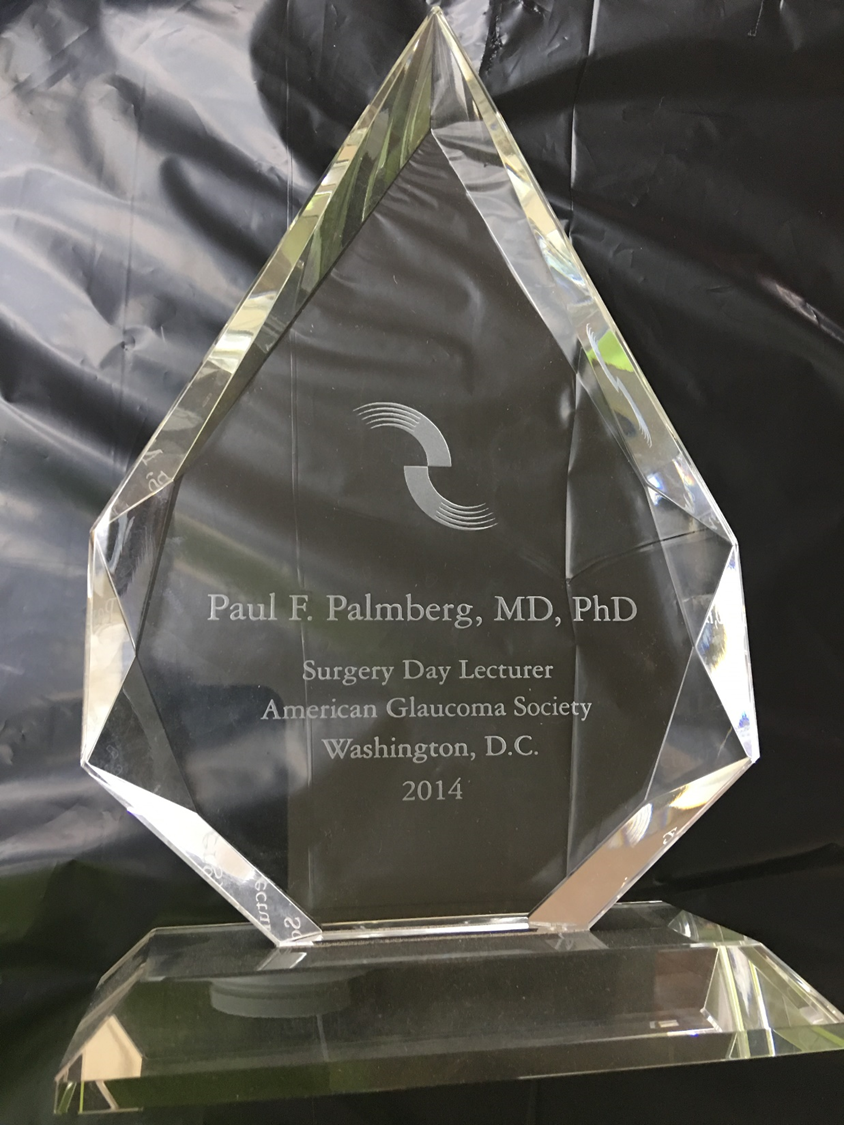 Paul F. Palmberg, MD, PhD
Surgery Day Lecturer
American Glaucoma Society
Washington, D.C.
2014